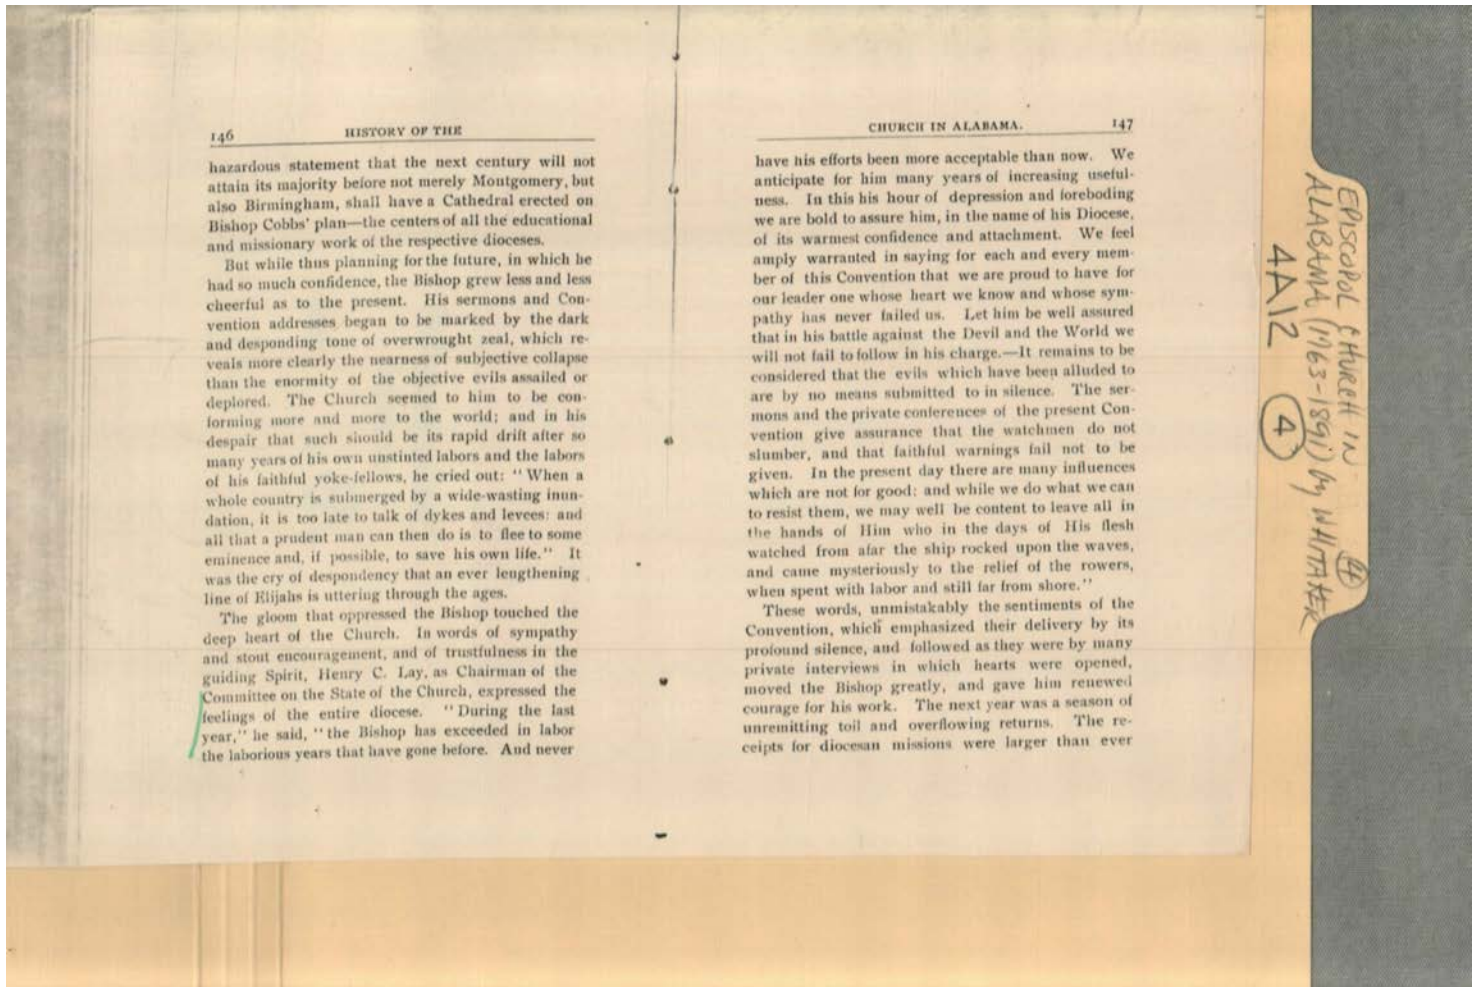 146 HISTORY OF THE
hazardous statement that the next century will not
attain its majority before not merely Montgomery, but
also Birmingham, shall have a Cathedral erected on
Bishop Cobbs' plan—the centers of all the educational
and missionary work of the respective dioceses.
But while thus planning for the future, in which he
had so much confidence, the Bishop grew less and less
cheerful as to the present. His sermons and Con-
vention addresses began to be marked by the dark
and desponding tone of overwrought zeal, which re-
veals more clearly the nearness of subjective collapse
than the enormity of the objective evils assailed or
deplored. The Church seemed to him to be con-
forming more and more to the world; and in his
despair that such should be its rapid drift after so
many years of his own unstinted labors and the labors
of his faithful yoke-fellows, he cried out: "When a
whole country is submerged by a wide-wasting inun-
dation, it is too late to talk of dykes and levees: and
all that a prudent man can then do is to flee to some
eminence and, if possible, to save his own life." It
was the cry of despondency that an ever lengthening
line of Elijahs is uttering through the ages.
The gloom that oppressed the Bishop touched the
deep heart of the Church. In words of sympathy
and stout encouragement, and of trustfulness in the
guiding Spirit, Henry C. Lay, as Chairman of the
Committee on the State of the Church, expressed the
feelings of the entire diocese. "During the last
year," he said, "the Bishop has exceeded in labor
the laborious years that have gone before. And never
CHURCH IN ALABAMA. 147
have his efforts been more acceptable than now. We
anticipate for him many years of increasing useful-
ness. In this his hour of depression and foreboding
we are bold to assure him, in the name of his Diocese,
of its warmest confidence and attachment. We feel
amply warranted in saying for each and every mem-
ber of this Convention that we are proud to have for
our leader one whose heart we know and whose sym-
pathy has never failed us. Let him be well assured
that in his battle against the Devil and the World we
will not fail to follow in his charge.—It remains to be
considered that the evils which have been alluded to
are by no means submitted to in silence. The ser-
mons and the private conferences of the present Con-
vention give assurance that the watchmen do not
slumber, and that faithful warnings fail not to be
given. In the present day there are many influences
which are not for good: and while we do what we can
to resist them, we may well be content to leave all in
the hands of Him who in the days of His flesh
watched from afar the ship rocked upon the waves,
and came mysteriously to the relief of the rowers,
when spent with labor and still far from shore."
These words, unmistakably the sentiments of the
Convention, which emphasized their delivery by its
profound silence, and followed as they were by many
private interviews in which hearts were opened,
moved the Bishop greatly, and gave him renewed
courage for his work. The next year was a season of
unremitting toil and overflowing returns. The re-
ceipts for diocesan missions were larger than ever
EPISCOPOL CHURCH IN
ALABAMA (1763-1891) by WHITAKER
4A12 4